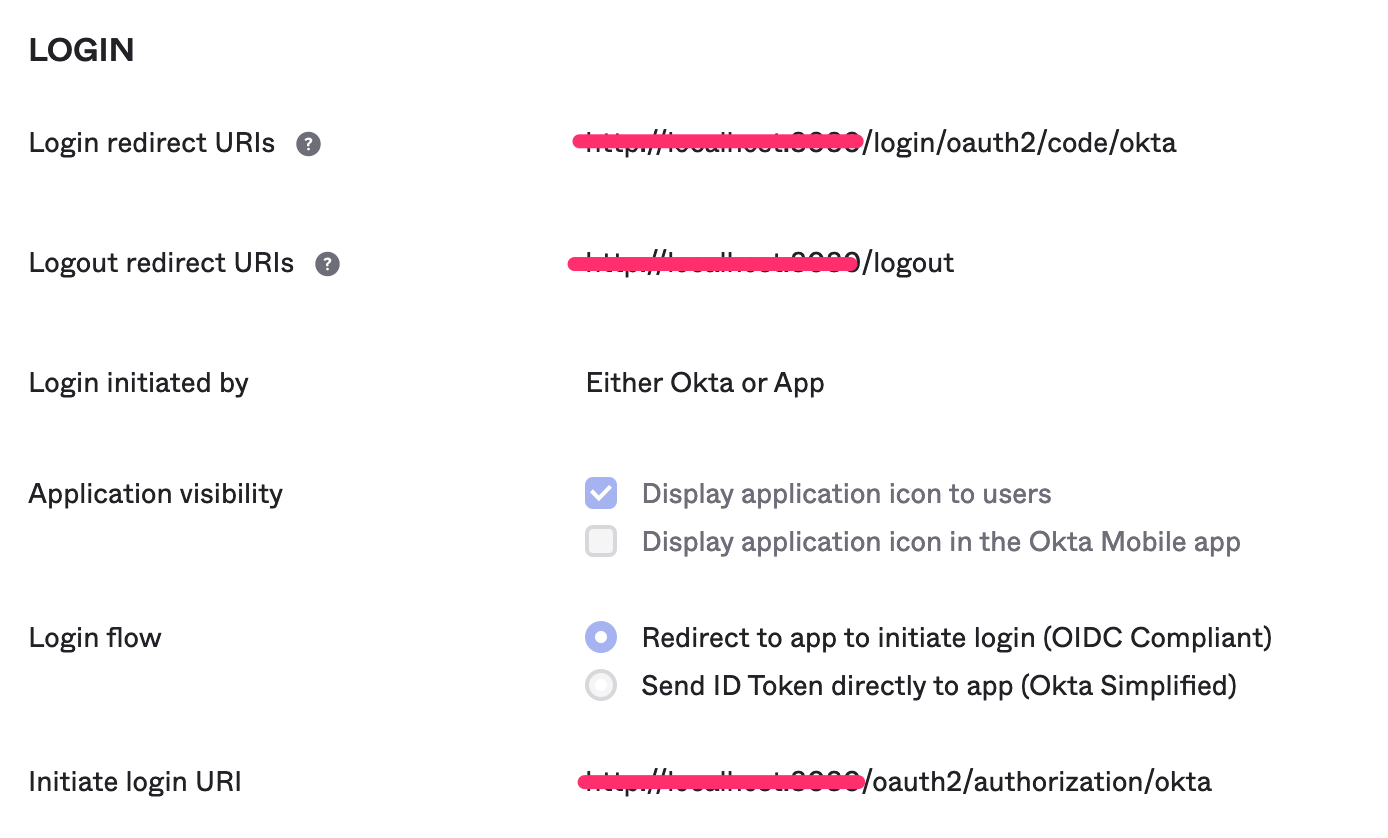 LOGIN
Login redirect URIs ? /login/oauth2/code/okta
Logout redirect URIs ? /logout
Login initiated by Either Okta or App
Application visibility Display application icon to users
Display application icon in the Okta Mobile app
Login flow Redirect to app to initiate login (OIDC Compliant)
Send ID Token directly to app (Okta Simplified)
Initiate login URI /oauth2/authorization/okta